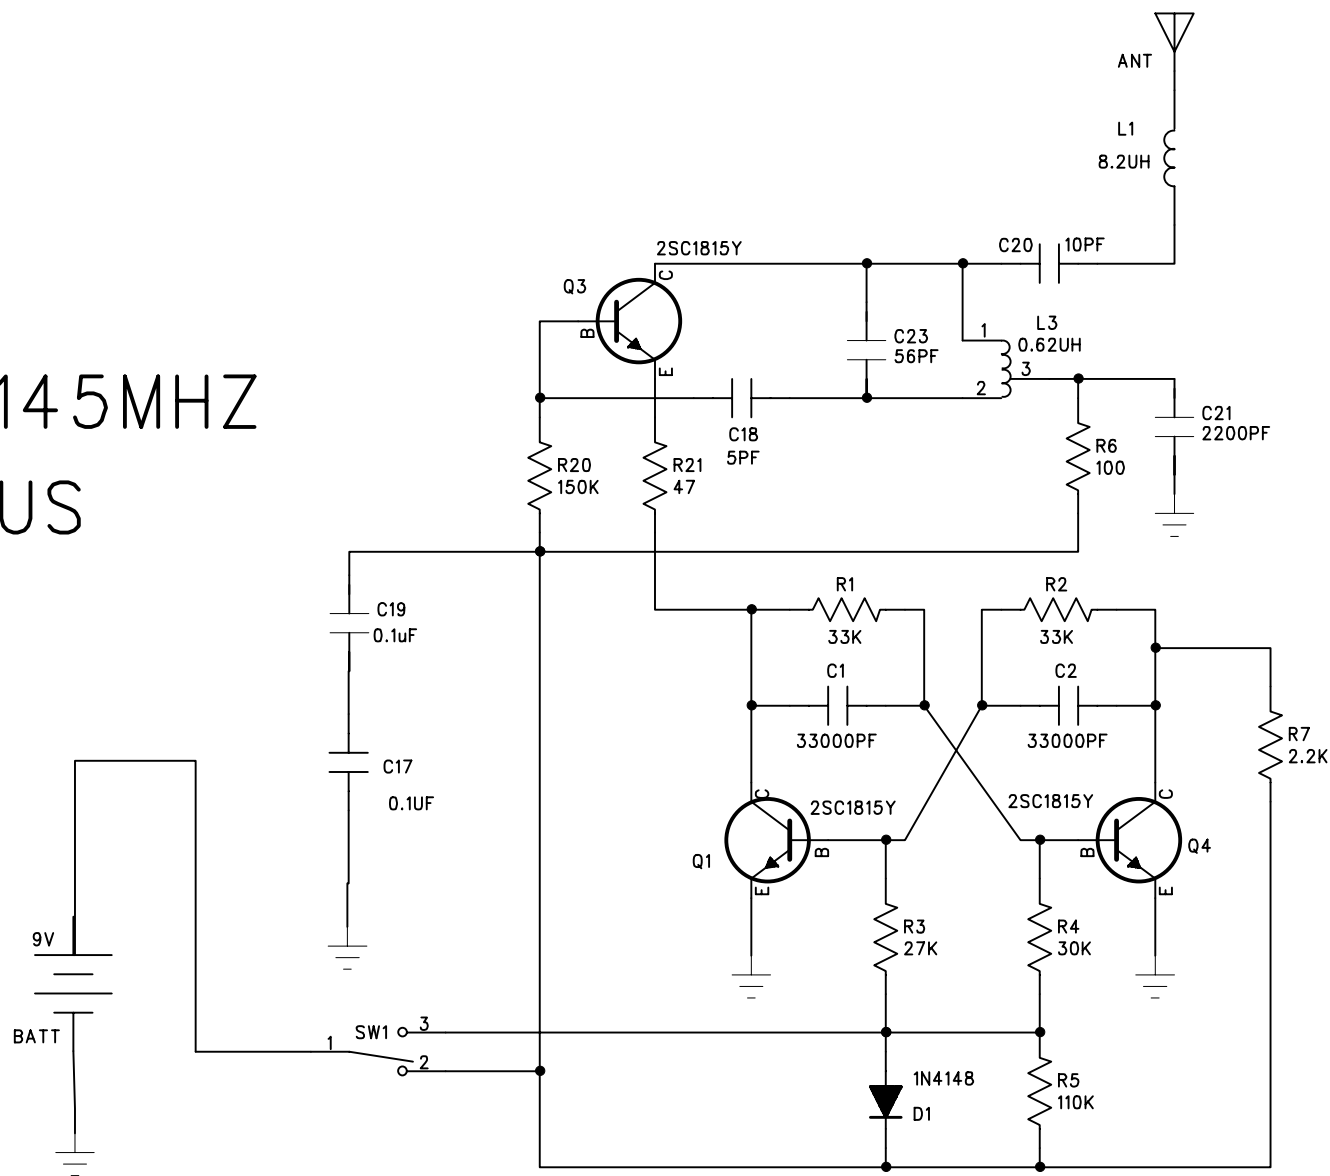 ANT
L1
8.2UH
2SC1815Y
C20
10PF
Q3
C
B
E
C23
56PF
1
L3
0.62UH
3
2
145MHZ
US
C18
5PF
C21
2200PF
R6
100
R20
150K
R21
47
R1
33K
R2
33K
C19
0.1uF
C1
33000PF
C2
33000PF
R7
2.2K
C17
0.1UF
C
2SC1815Y
Q1
B
E
2SC1815Y
C
B
Q4
E
R3
27K
R4
30K
9V
BATT
SW1
3
1
2
1N4148
D1
R5
110K